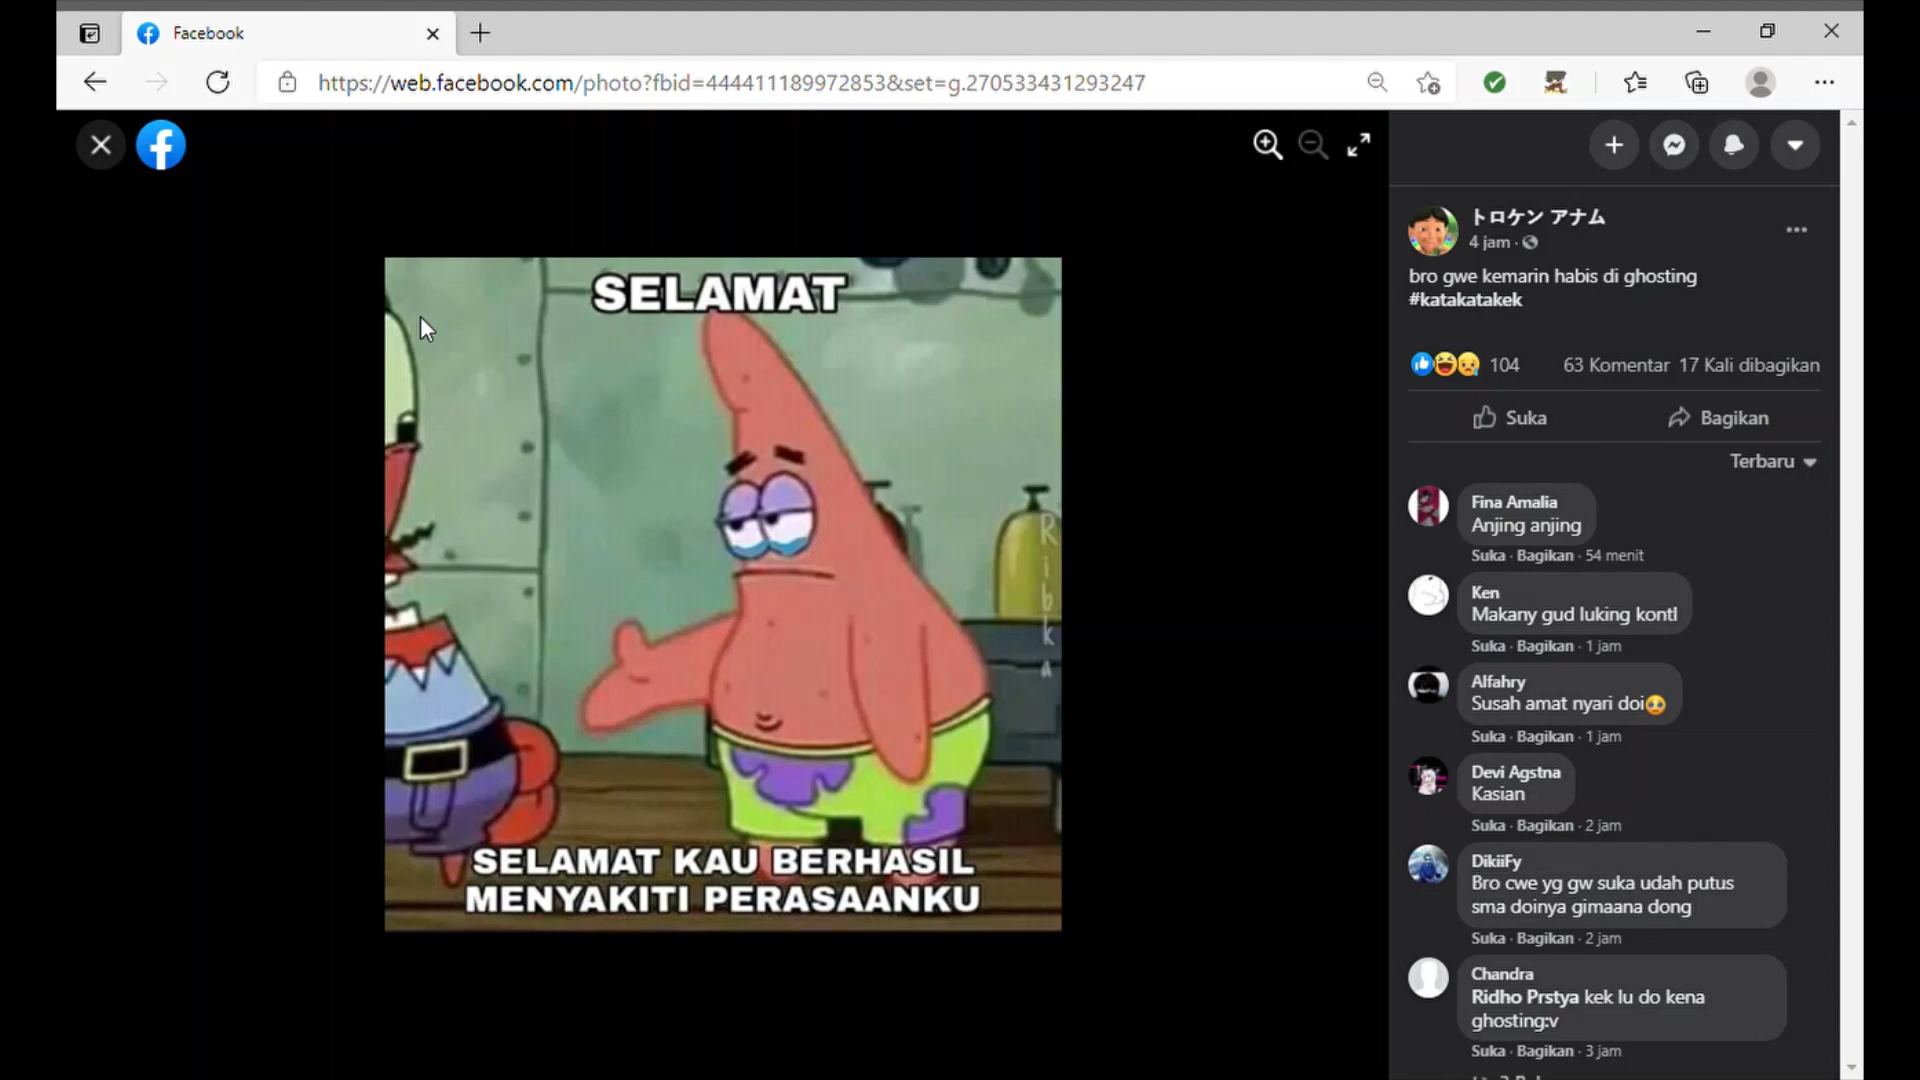 Facebook
https://web.facebook.com/photo?fbid=444411189972853&set=g.270533431293247
SELAMAT
SELAMAT KAU BERHASIL
MENYAKITI PERASAANKU
Ribka
トロケン アナム
4 jam ·
bro gwe kemarin habis di ghosting
#katakatakek
104 63 Komentar 17 Kali dibagikan
Suka Bagikan
Terbaru
Fina Amalia
Anjing anjing
Suka · Bagikan · 54 menit
Ken
Makany gud luking kontl
Suka · Bagikan · 1 jam
Alfahry
Susah amat nyari doi🥺
Suka · Bagikan · 1 jam
Devi Agstna
Kasian
Suka · Bagikan · 2 jam
DikiiFy
Bro cwe yg gw suka udah putus
sma doinya gimaana dong
Suka · Bagikan · 2 jam
Chandra
Ridho Prstya kek lu do kena
ghosting:v
Suka · Bagikan · 3 jam